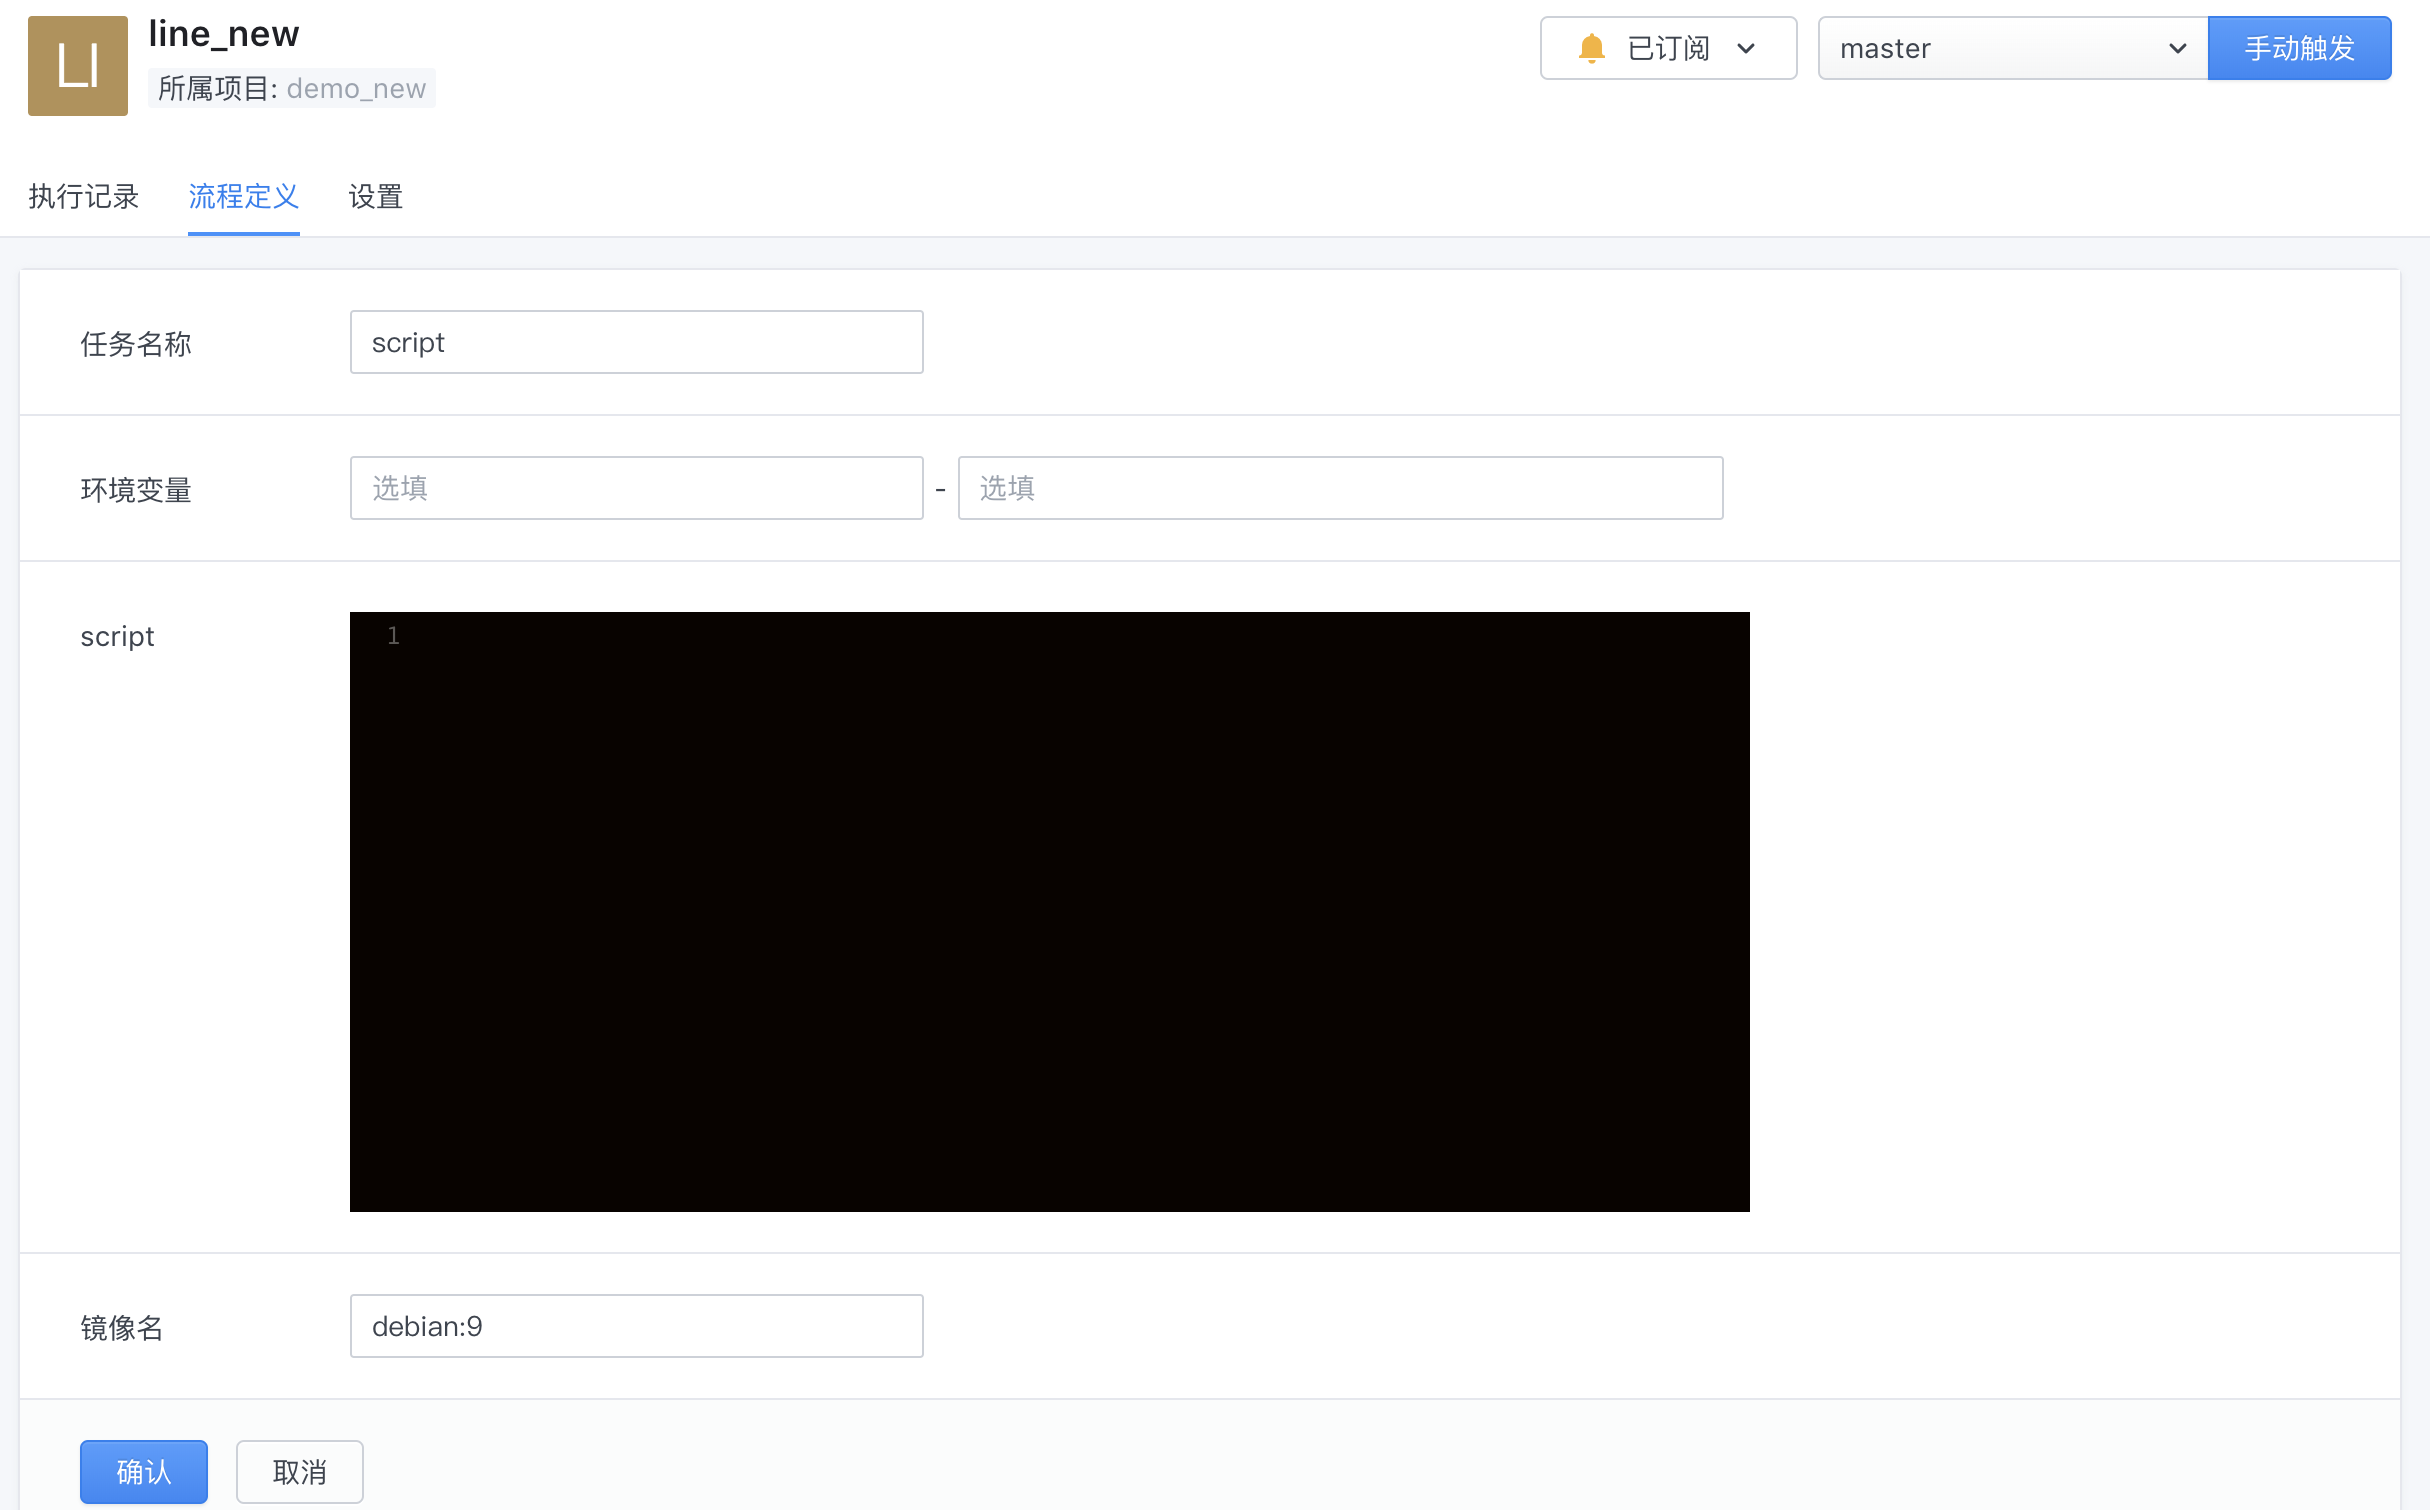 LI
line_new
所属项目: demo_new
已订阅
master
手动触发
执行记录 流程定义 设置
任务名称 script
环境变量 选填 - 选填
script 1
镜像名 debian:9
确认 取消